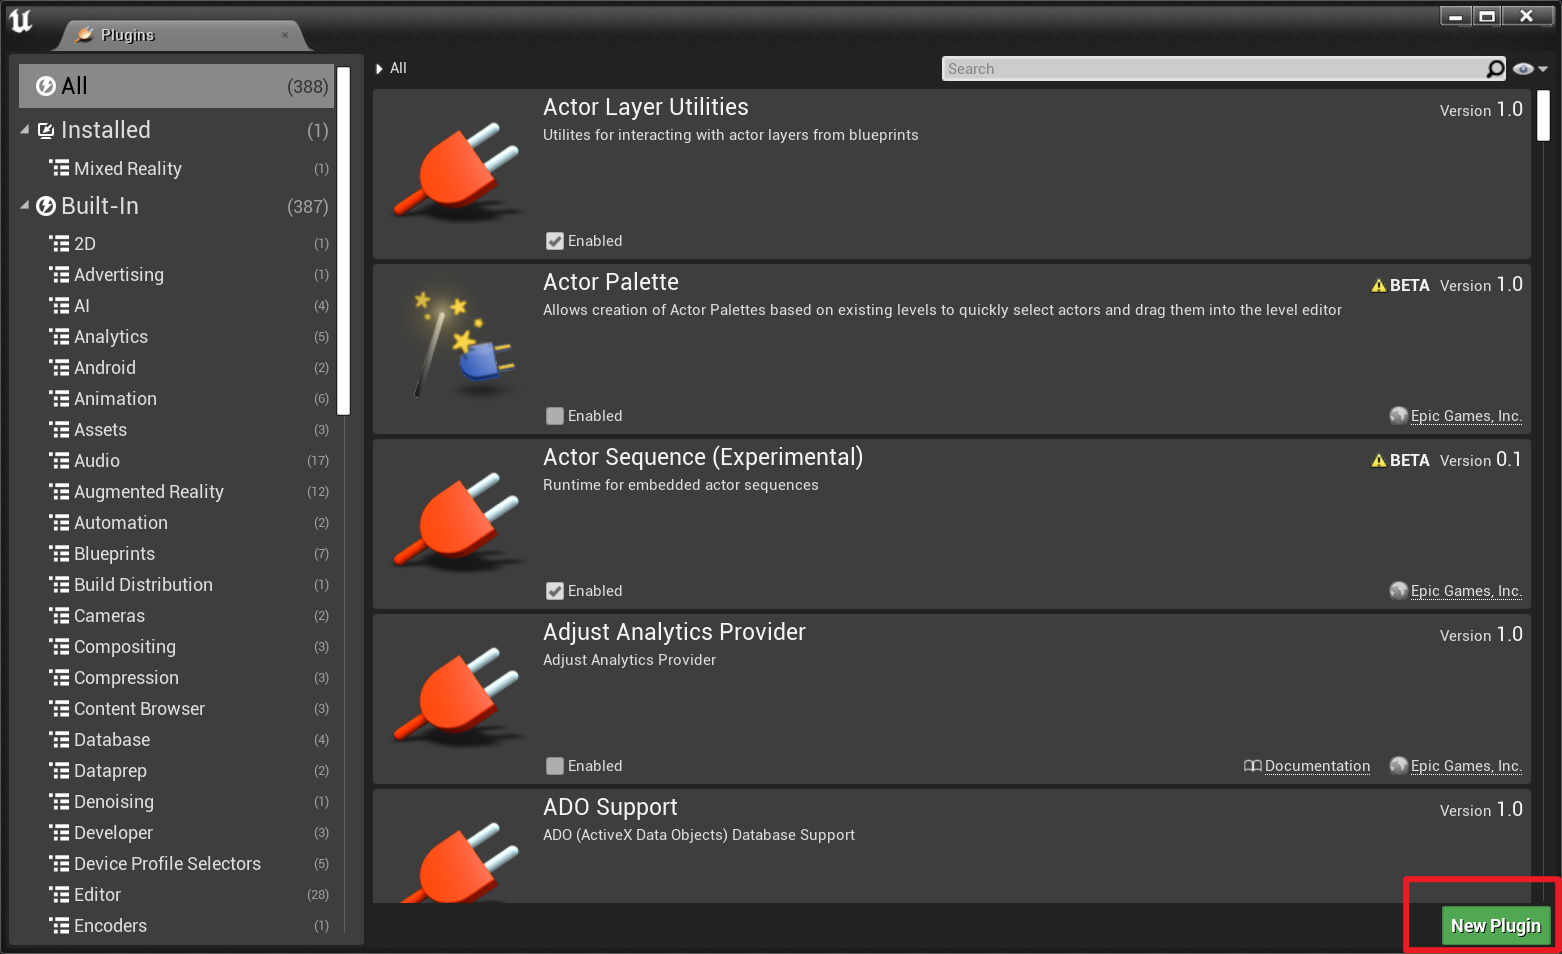 Plugins
All (388)
Installed (1)
Mixed Reality (1)
Built-In (387)
2D (1)
Advertising (1)
AI (4)
Analytics (5)
Android (2)
Animation (6)
Assets (3)
Audio (17)
Augmented Reality (12)
Automation (2)
Blueprints (7)
Build Distribution (1)
Cameras (2)
Compositing (3)
Compression (3)
Content Browser (3)
Database (4)
Dataprep (2)
Denoising (1)
Developer (3)
Device Profile Selectors (5)
Editor (28)
Encoders (1)
All
Search
Actor Layer Utilities
Version 1.0
Utilites for interacting with actor layers from blueprints
Enabled
Actor Palette
BETA Version 1.0
Allows creation of Actor Palettes based on existing levels to quickly select actors and drag them into the level editor
Enabled
Epic Games, Inc.
Actor Sequence (Experimental)
BETA Version 0.1
Runtime for embedded actor sequences
Enabled
Epic Games, Inc.
Adjust Analytics Provider
Version 1.0
Adjust Analytics Provider
Enabled
Documentation
Epic Games, Inc.
ADO Support
Version 1.0
ADO (ActiveX Data Objects) Database Support
New Plugin